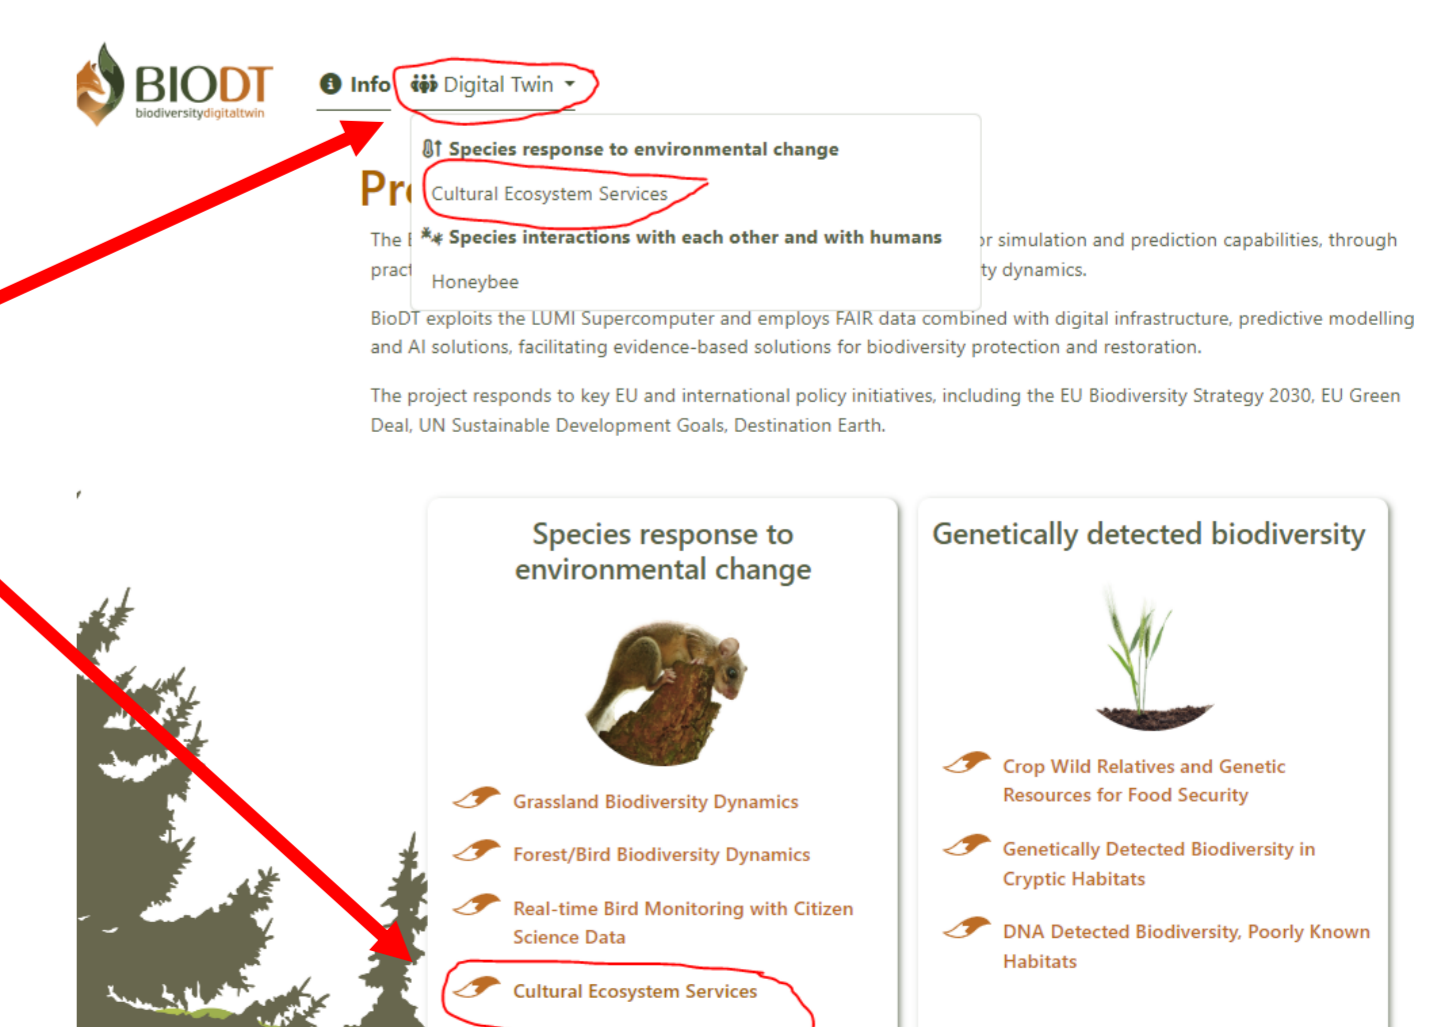 BIODT
biodiversitydigitaltwin
Info
Digital Twin
Species response to environmental change
Cultural Ecosystem Services
Species interactions with each other and with humans
Honeybee
Pr
The
or simulation and prediction capabilities, through
pract
ty dynamics.
BioDT exploits the LUMI Supercomputer and employs FAIR data combined with digital infrastructure, predictive modelling
and AI solutions, facilitating evidence-based solutions for biodiversity protection and restoration.
The project responds to key EU and international policy initiatives, including the EU Biodiversity Strategy 2030, EU Green
Deal, UN Sustainable Development Goals, Destination Earth.
Species response to
environmental change
Grassland Biodiversity Dynamics
Forest/Bird Biodiversity Dynamics
Real-time Bird Monitoring with Citizen
Science Data
Cultural Ecosystem Services
Genetically detected biodiversity
Crop Wild Relatives and Genetic
Resources for Food Security
Genetically Detected Biodiversity in
Cryptic Habitats
DNA Detected Biodiversity, Poorly Known
Habitats